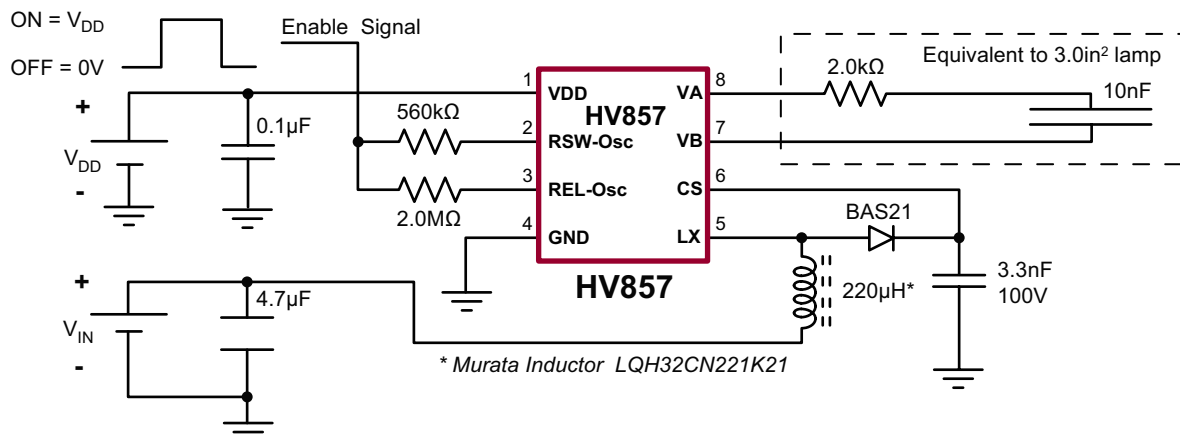 ON = VDD
OFF = 0V
Enable Signal
Equivalent to 3.0in² lamp
2.0kΩ
10nF
+
VDD
-
0.1µF
560kΩ
2.0MΩ
1
2
3
4
VDD
RSW-Osc
REL-Osc
GND
HV857
VA
VB
CS
LX
8
7
6
5
HV857
BAS21
3.3nF
100V
220µH*
+
VIN
-
4.7µF
* Murata Inductor LQH32CN221K21